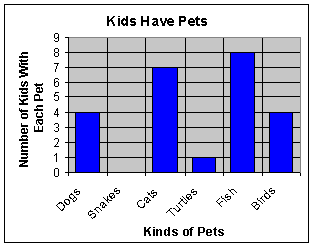 Kids Have Pets
Number of Kids With
Each Pet
9
8
7
6
5
4
3
2
1
0
Dogs
Snakes
Cats
Turtles
Fish
Birds
Kinds of Pets